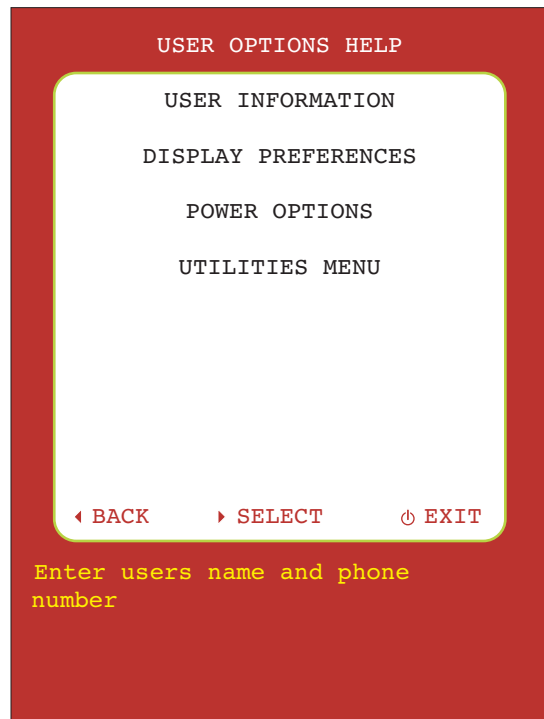 USER OPTIONS HELP
USER INFORMATION
DISPLAY PREFERENCES
POWER OPTIONS
UTILITIES MENU
BACK SELECT EXIT
Enter users name and phone
number